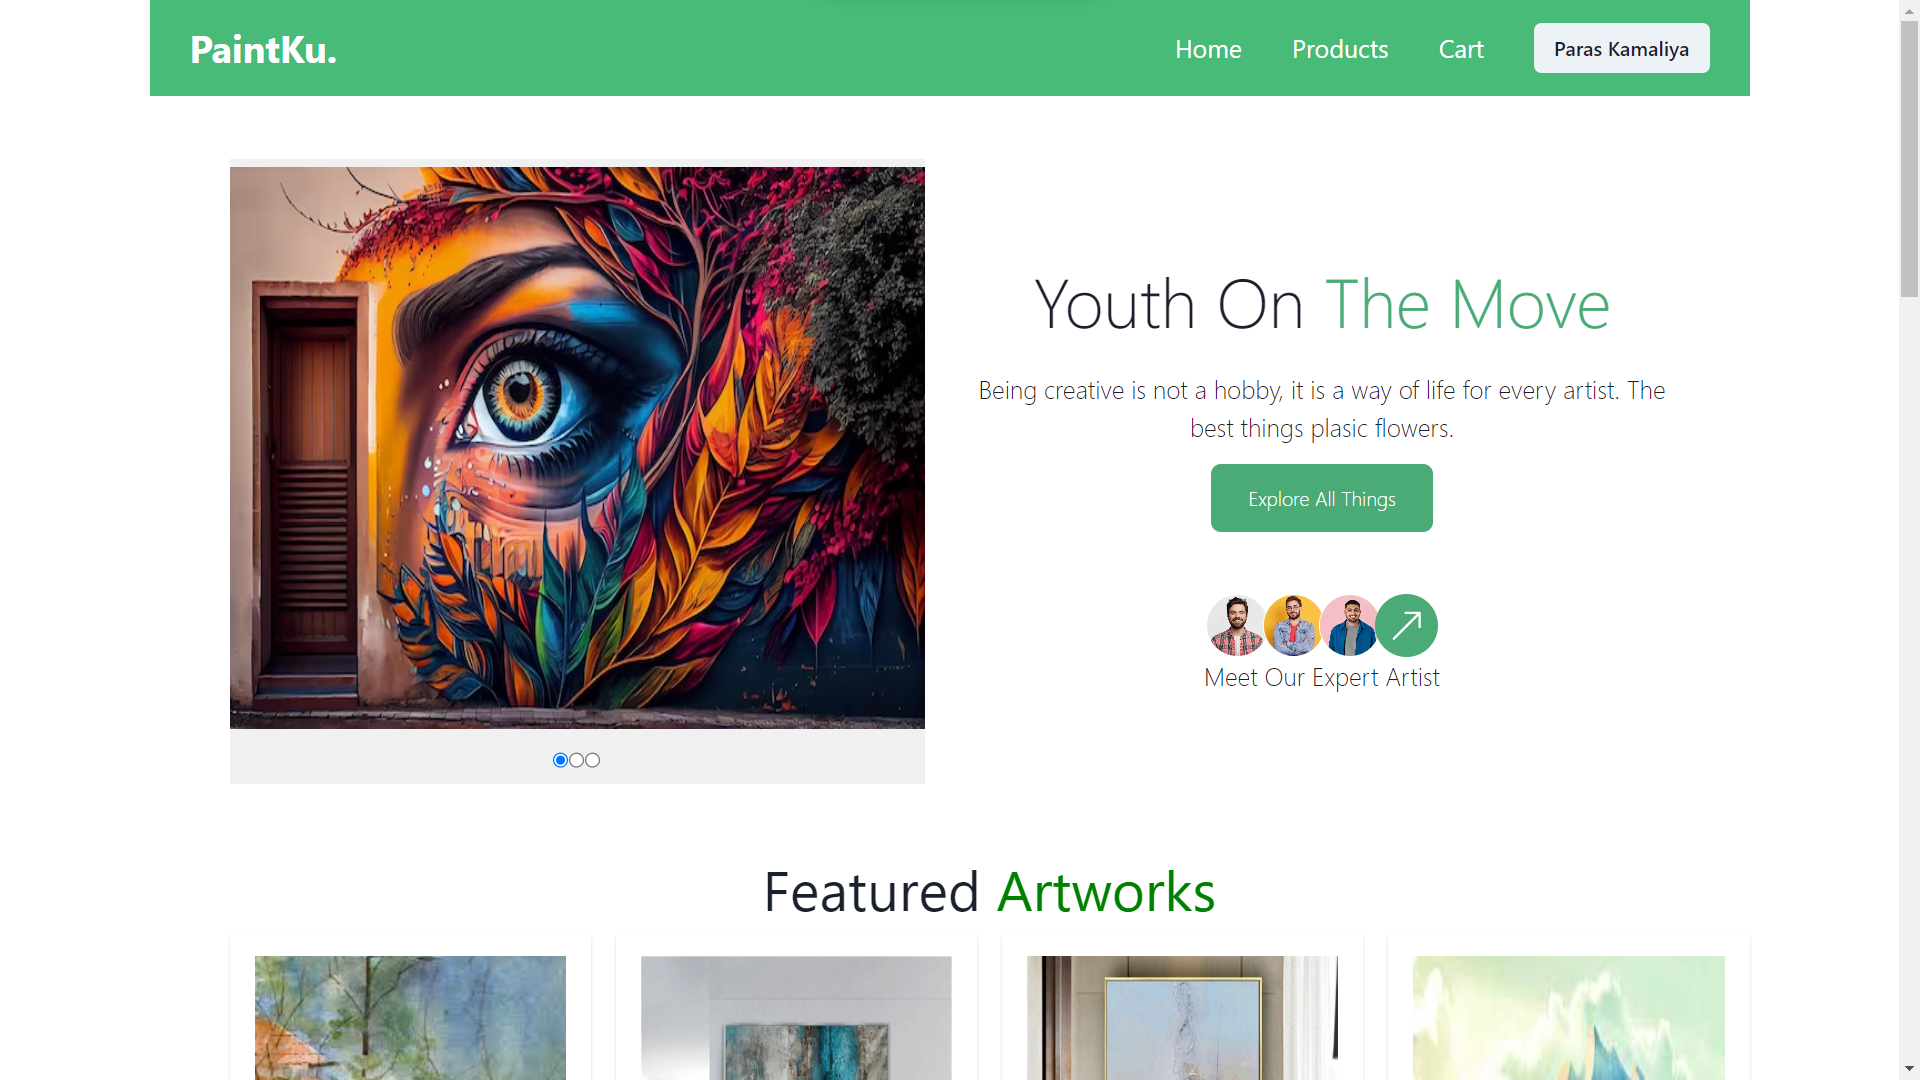 PaintKu.
Home
Products
Cart
Paras Kamaliya
Youth On The Move
Being creative is not a hobby, it is a way of life for every artist. The
best things plasic flowers.
Explore All Things
Meet Our Expert Artist
Featured Artworks